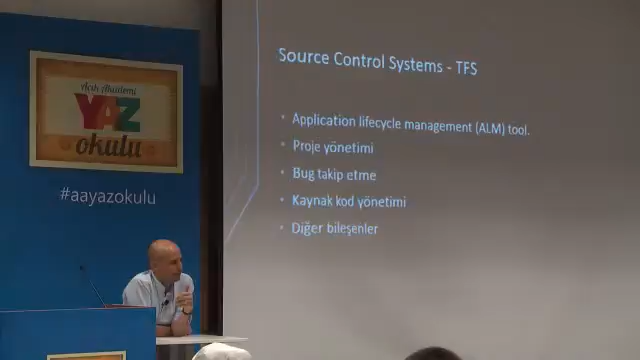 Açık Akademi
YAZ
okulu
#aayazokulu
Source Control Systems - TFS
• Application lifecycle management (ALM) tool.
• Proje yönetimi
• Bug takip etme
• Kaynak kod yönetimi
• Diğer bileşenler